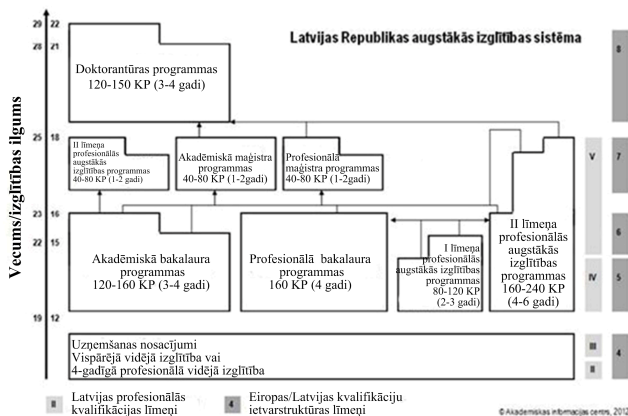 Latvijas Republikas augstākās izglītības sistēma
Vecums/izglītības ilgums
29 22
28 21
25 18
23 16
22 15
19 12
Doktorantūras programmas
120-150 KP (3-4 gadi)
II līmeņa
profesionālās
augstākās
izglītības programmas
40-80 KP (1-2 gadi)
Akadēmiskā maģistra
programmas
40-80 KP (1-2gadi)
Profesionālā
maģistra programmas
40-80 KP (1-2gadi)
Akadēmiskā bakalaura
programmas
120-160 KP (3-4 gadi)
Profesionālā bakalaura
programmas
160 KP (4 gadi)
I līmeņa
profesionālās
augstākās izglītības
programmas
80-120 KP
(2-3 gadi)
II līmeņa
profesionālās
augstākās
izglītības
programmas
160-240 KP
(4-6 gadi)
V
IV
III
II
8
7
6
5
4
Uzņemšanas nosacījumi
Vispārējā vidējā izglītība vai
4-gadīgā profesionālā vidējā izglītība
II Latvijas profesionālās
kvalifikācijas līmeņi
4 Eiropas/Latvijas kvalifikāciju
ietvarstruktūras līmeņi
© Akadēmiskas informacijas centrs, 2012